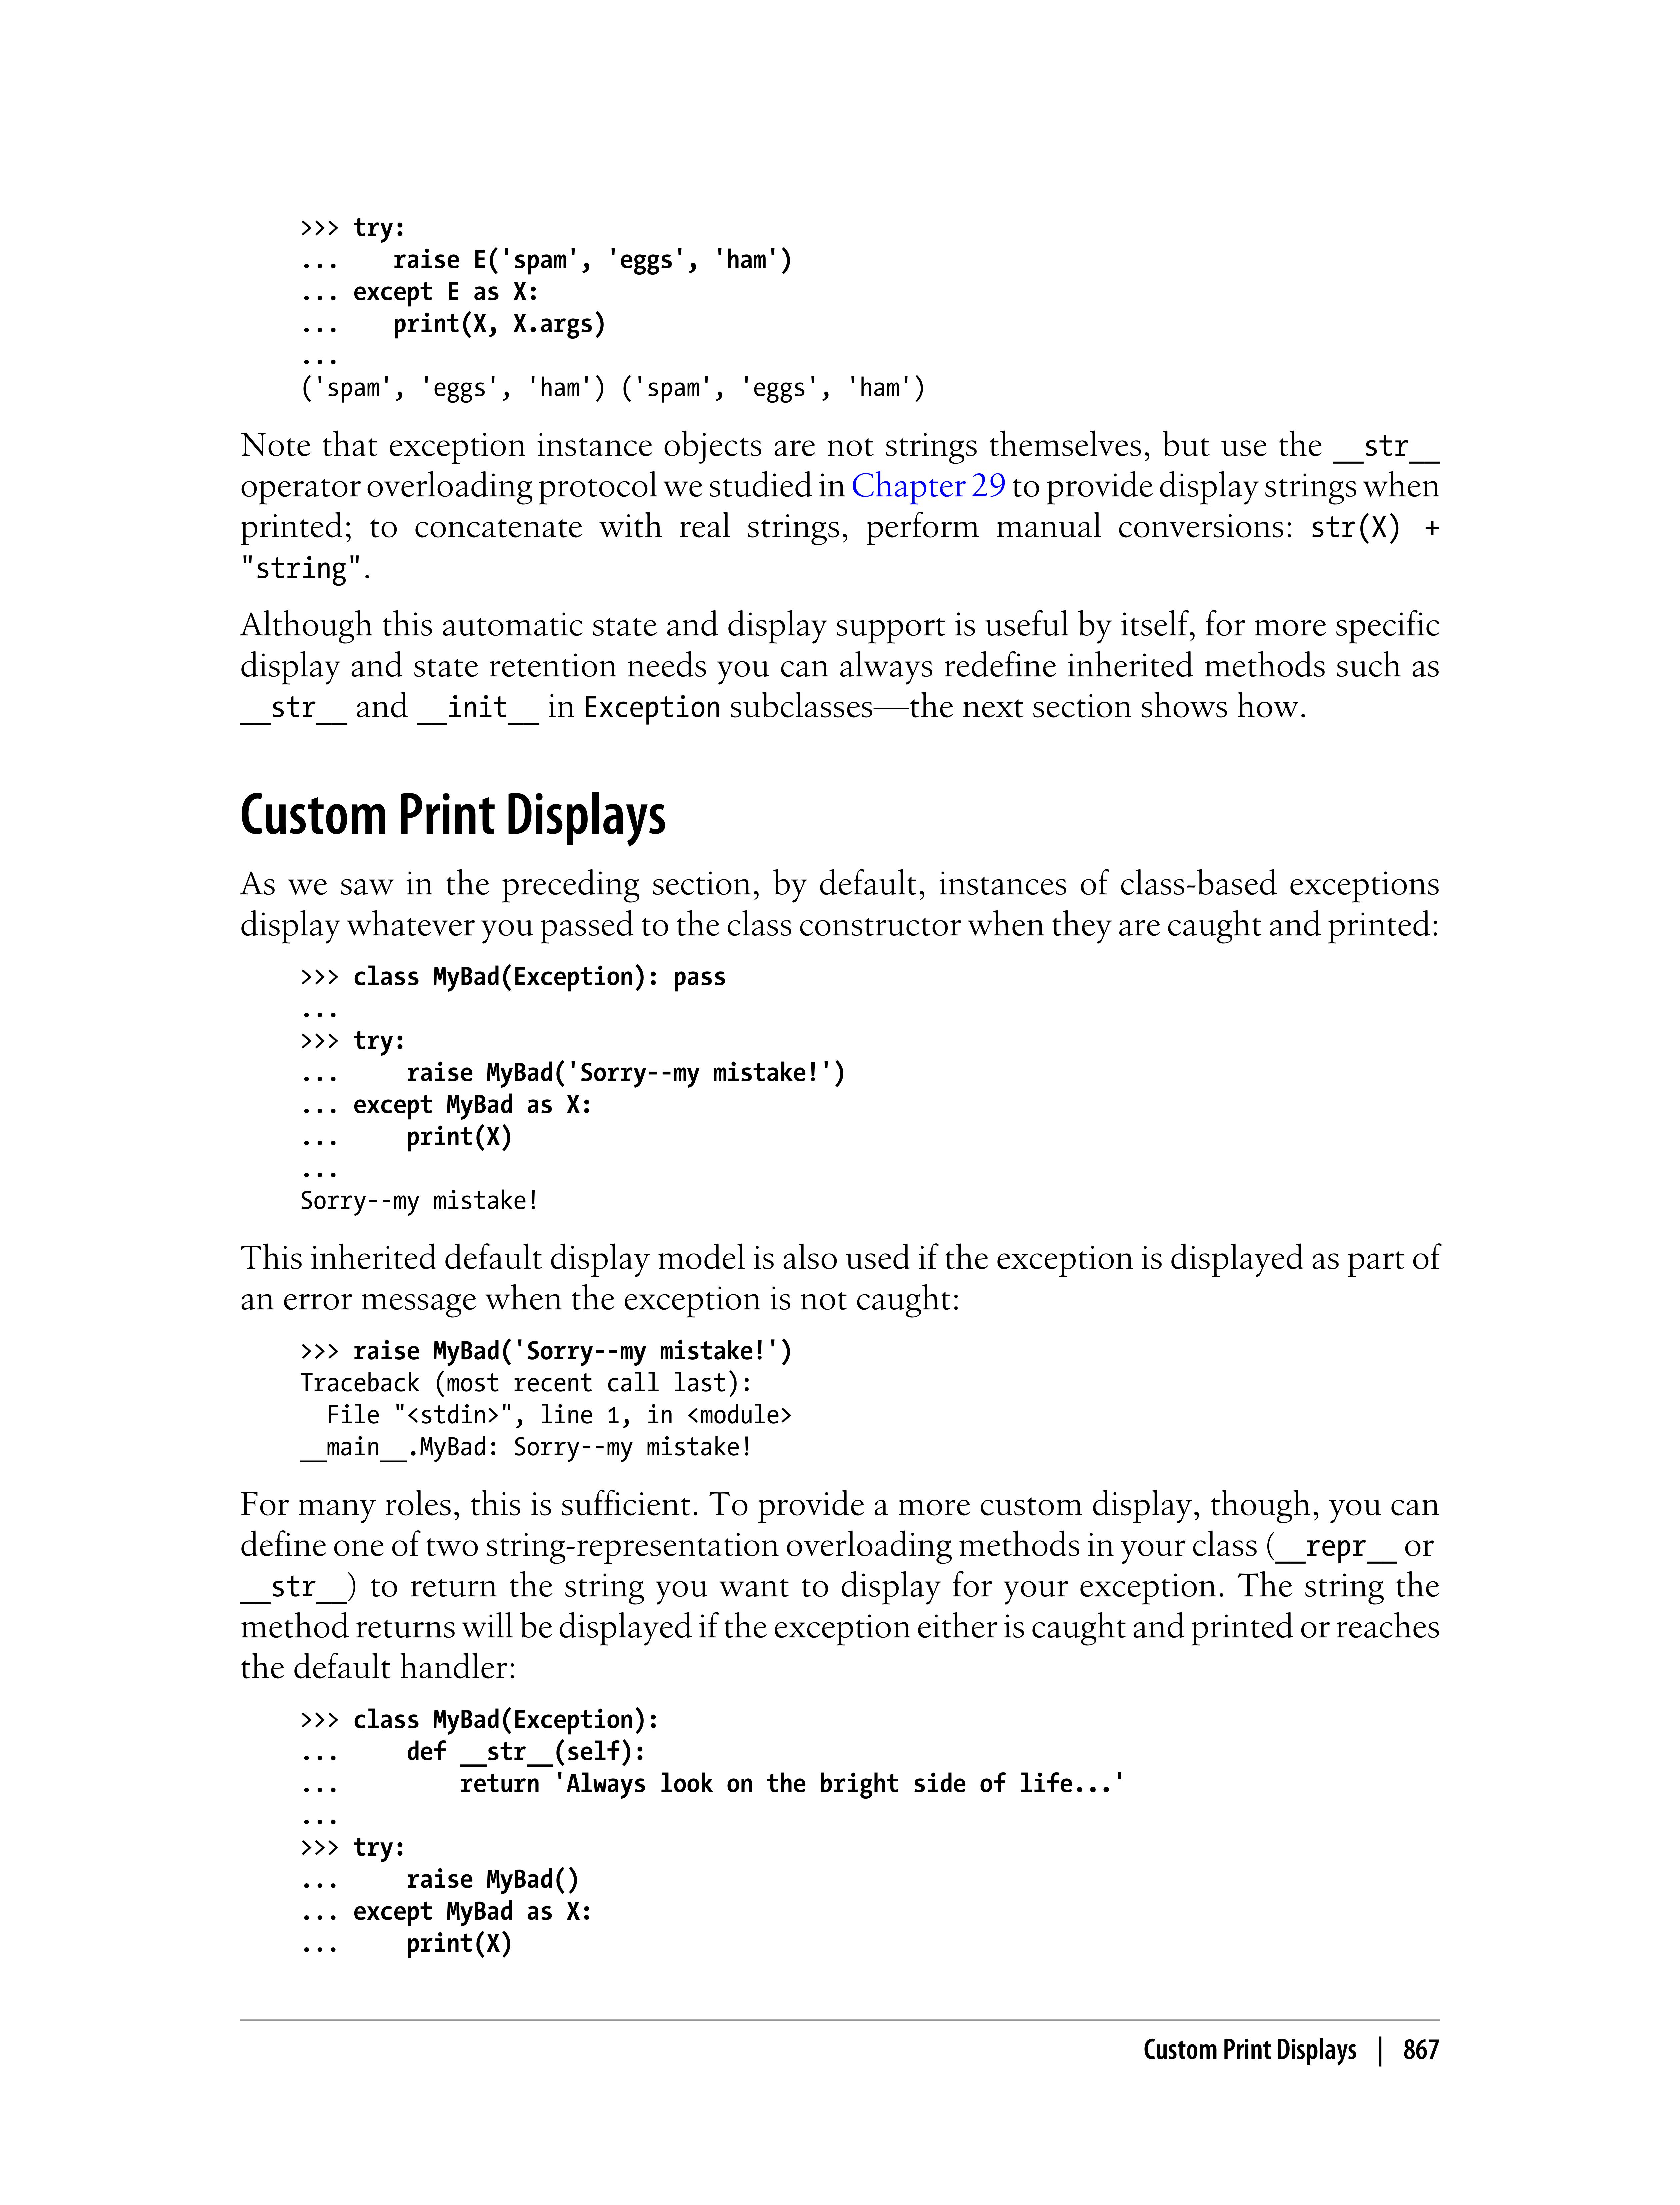 >>> try:
...    raise E('spam', 'eggs', 'ham')
... except E as X:
...    print(X, X.args)
...
('spam', 'eggs', 'ham') ('spam', 'eggs', 'ham')
Note that exception instance objects are not strings themselves, but use the __str__
operator overloading protocol we studied in Chapter 29 to provide display strings when
printed; to concatenate with real strings, perform manual conversions: str(X) +
"string".
Although this automatic state and display support is useful by itself, for more specific
display and state retention needs you can always redefine inherited methods such as
__str__ and __init__ in Exception subclasses—the next section shows how.
Custom Print Displays
As we saw in the preceding section, by default, instances of class-based exceptions
display whatever you passed to the class constructor when they are caught and printed:
>>> class MyBad(Exception): pass
...
>>> try:
...     raise MyBad('Sorry--my mistake!')
... except MyBad as X:
...     print(X)
...
Sorry--my mistake!
This inherited default display model is also used if the exception is displayed as part of
an error message when the exception is not caught:
>>> raise MyBad('Sorry--my mistake!')
Traceback (most recent call last):
  File "<stdin>", line 1, in <module>
__main__.MyBad: Sorry--my mistake!
For many roles, this is sufficient. To provide a more custom display, though, you can
define one of two string-representation overloading methods in your class (__repr__ or
__str__) to return the string you want to display for your exception. The string the
method returns will be displayed if the exception either is caught and printed or reaches
the default handler:
>>> class MyBad(Exception):
...     def __str__(self):
...         return 'Always look on the bright side of life...'
...
>>> try:
...     raise MyBad()
... except MyBad as X:
...     print(X)
Custom Print Displays | 867